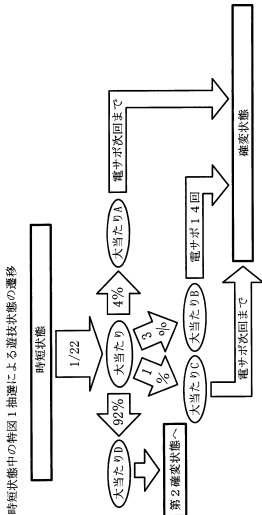 時短状態中の特図1抽選による遊技状態の遷移
時短状態
1/22
大当たり
92%
4%
1%
3%
大当たりD
大当たりA
大当たりC
大当たりB
第2確変状態へ
電サポ次回まで
電サポ14回
電サポ次回まで
確変状態